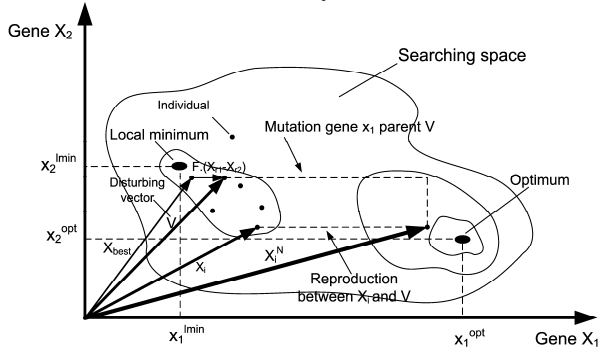 Gene X₂
Searching space
Individual
Mutation gene x₁ parent V
Local minimum
x₂ˡᵐⁱⁿ
F.(Xᵣ₁-Xᵣ₂)
Disturbing
vector
Optimum
V
x₂ᵒᵖᵗ
X_best
Xᵢ
Xᵢᴺ
Reproduction
between Xᵢ and V
x₁ˡᵐⁱⁿ
x₁ᵒᵖᵗ
Gene X₁